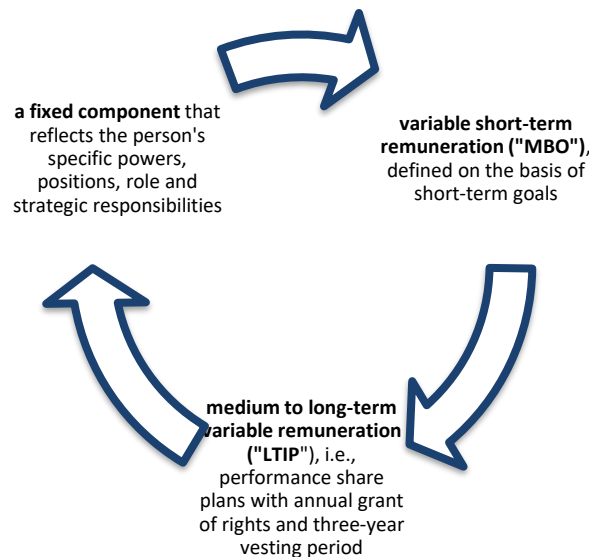 a fixed component that
reflects the person's
specific powers,
positions, role and
strategic responsibilities
variable short-term
remuneration ("MBO"),
defined on the basis of
short-term goals
medium to long-term
variable remuneration
("LTIP"), i.e.,
performance share
plans with annual grant
of rights and three-year
vesting period